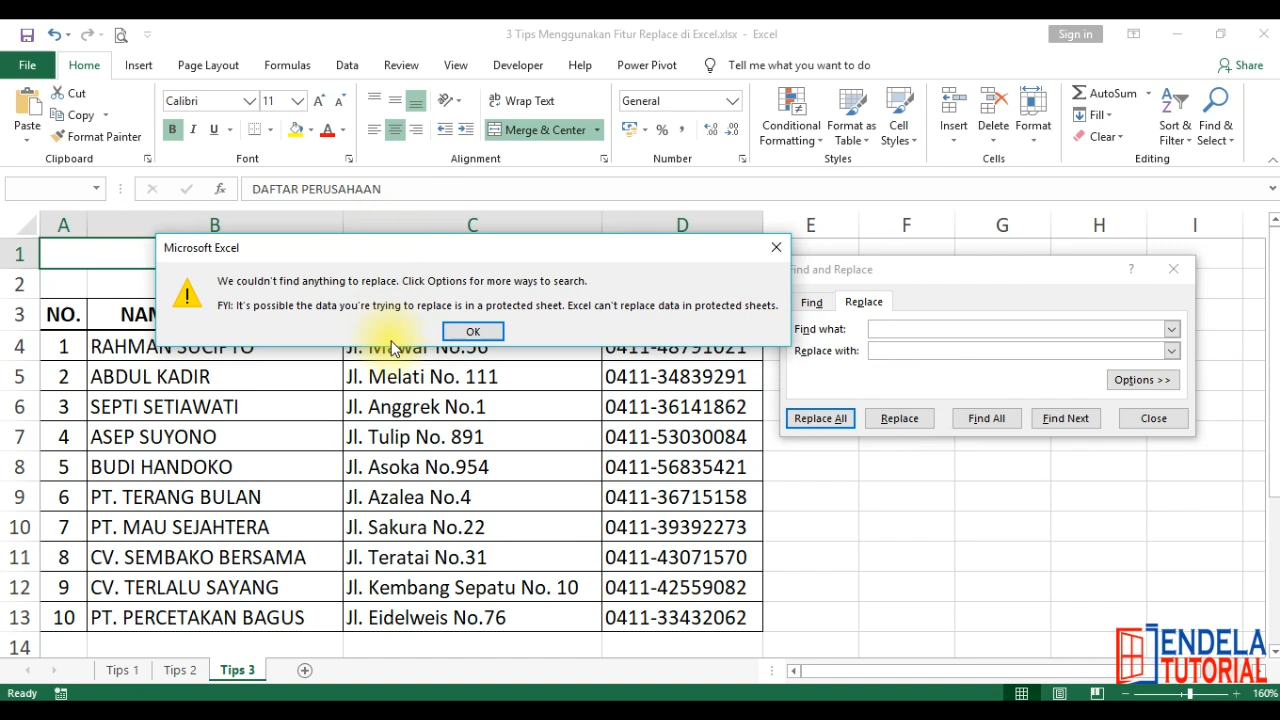 3 Tips Menggunakan Fitur Replace di Excel.xlsx - Excel
Sign in
File Home Insert Page Layout Formulas Data Review View Developer Help Power Pivot Tell me what you want to do Share
Paste
Cut
Copy
Format Painter
Clipboard
Calibri 11
B I U
Font
Wrap Text
Merge & Center
Alignment
General
Number
Conditional Formatting
Format as Table
Cell Styles
Styles
Insert Delete Format
Cells
AutoSum
Fill
Clear
Sort & Filter
Find & Select
Editing
fx DAFTAR PERUSAHAAN
A B C D E F G H I
1
2
3 NO. NAM
4 1 RAHMAN SUCIPTO Jl. Mawar No.56 0411-48791021
5 2 ABDUL KADIR Jl. Melati No. 111 0411-34839291
6 3 SEPTI SETIAWATI Jl. Anggrek No.1 0411-36141862
7 4 ASEP SUYONO Jl. Tulip No. 891 0411-53030084
8 5 BUDI HANDOKO Jl. Asoka No.954 0411-56835421
9 6 PT. TERANG BULAN Jl. Azalea No.4 0411-36715158
10 7 PT. MAU SEJAHTERA Jl. Sakura No.22 0411-39392273
11 8 CV. SEMBAKO BERSAMA Jl. Teratai No.31 0411-43071570
12 9 CV. TERLALU SAYANG Jl. Kembang Sepatu No. 10 0411-42559082
13 10 PT. PERCETAKAN BAGUS Jl. Eidelweis No.76 0411-33432062
14
Microsoft Excel
We couldn't find anything to replace. Click Options for more ways to search.
FYI: It's possible the data you're trying to replace is in a protected sheet. Excel can't replace data in protected sheets.
OK
ind and Replace ?
Find Replace
Find what:
Replace with:
Options >>
Replace All Replace Find All Find Next Close
Tips 1 Tips 2 Tips 3
JENDELA
TUTORIAL
Ready 160%